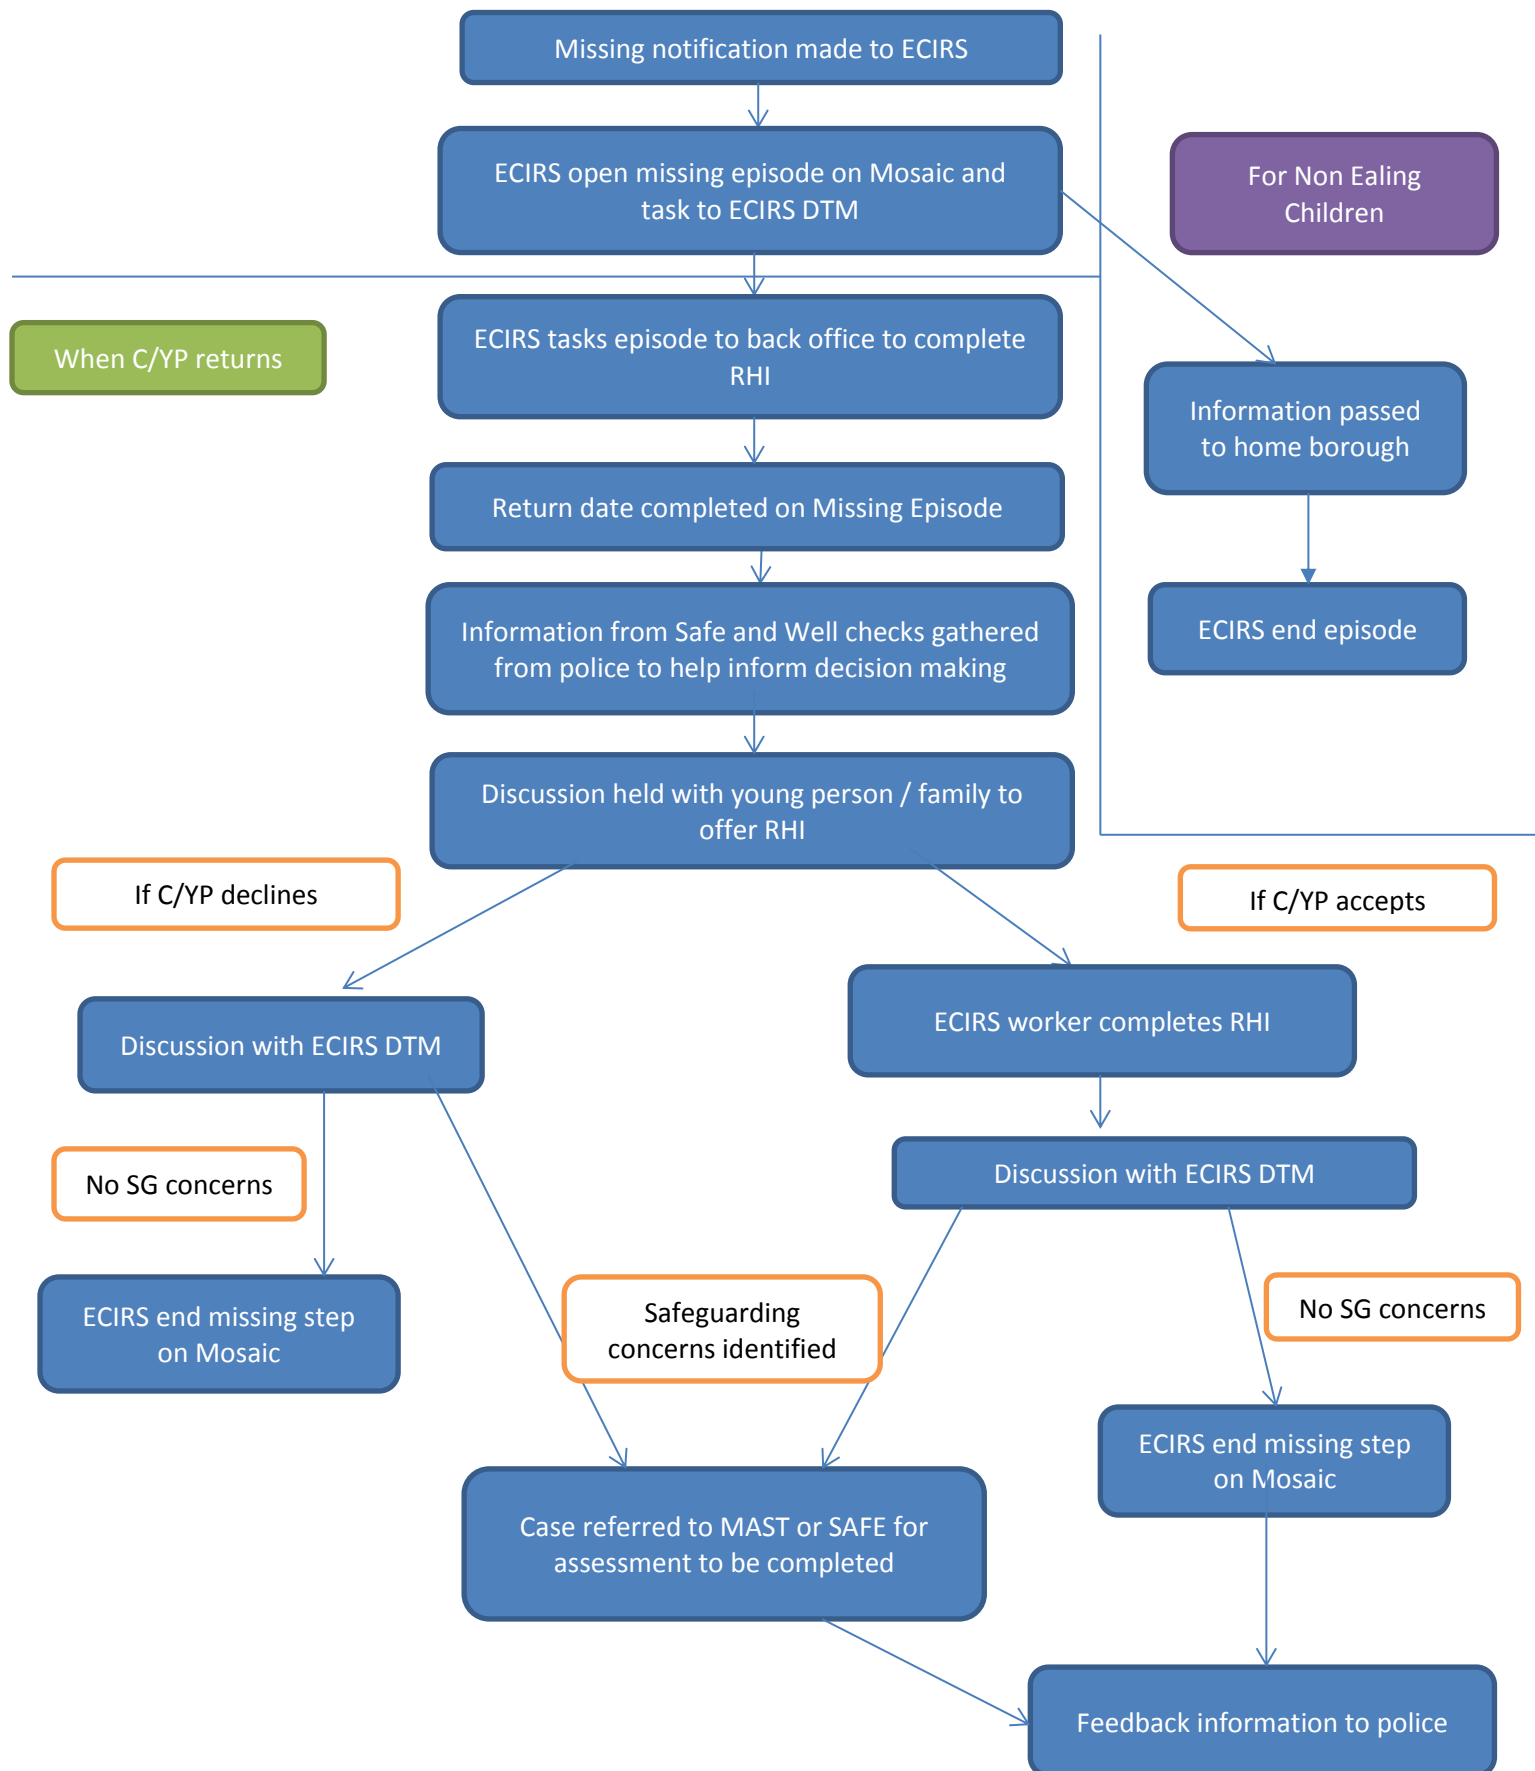 Missing notification made to ECIRS
ECIRS open missing episode on Mosaic and
task to ECIRS DTM
For Non Ealing
Children
When C/YP returns
ECIRS tasks episode to back office to complete
RHI
Information passed
to home borough
Return date completed on Missing Episode
Information from Safe and Well checks gathered
from police to help inform decision making
ECIRS end episode
Discussion held with young person / family to
offer RHI
If C/YP declines
If C/YP accepts
Discussion with ECIRS DTM
ECIRS worker completes RHI
No SG concerns
Discussion with ECIRS DTM
ECIRS end missing step
on Mosaic
Safeguarding
concerns identified
No SG concerns
ECIRS end missing step
on Mosaic
Case referred to MAST or SAFE for
assessment to be completed
Feedback information to police